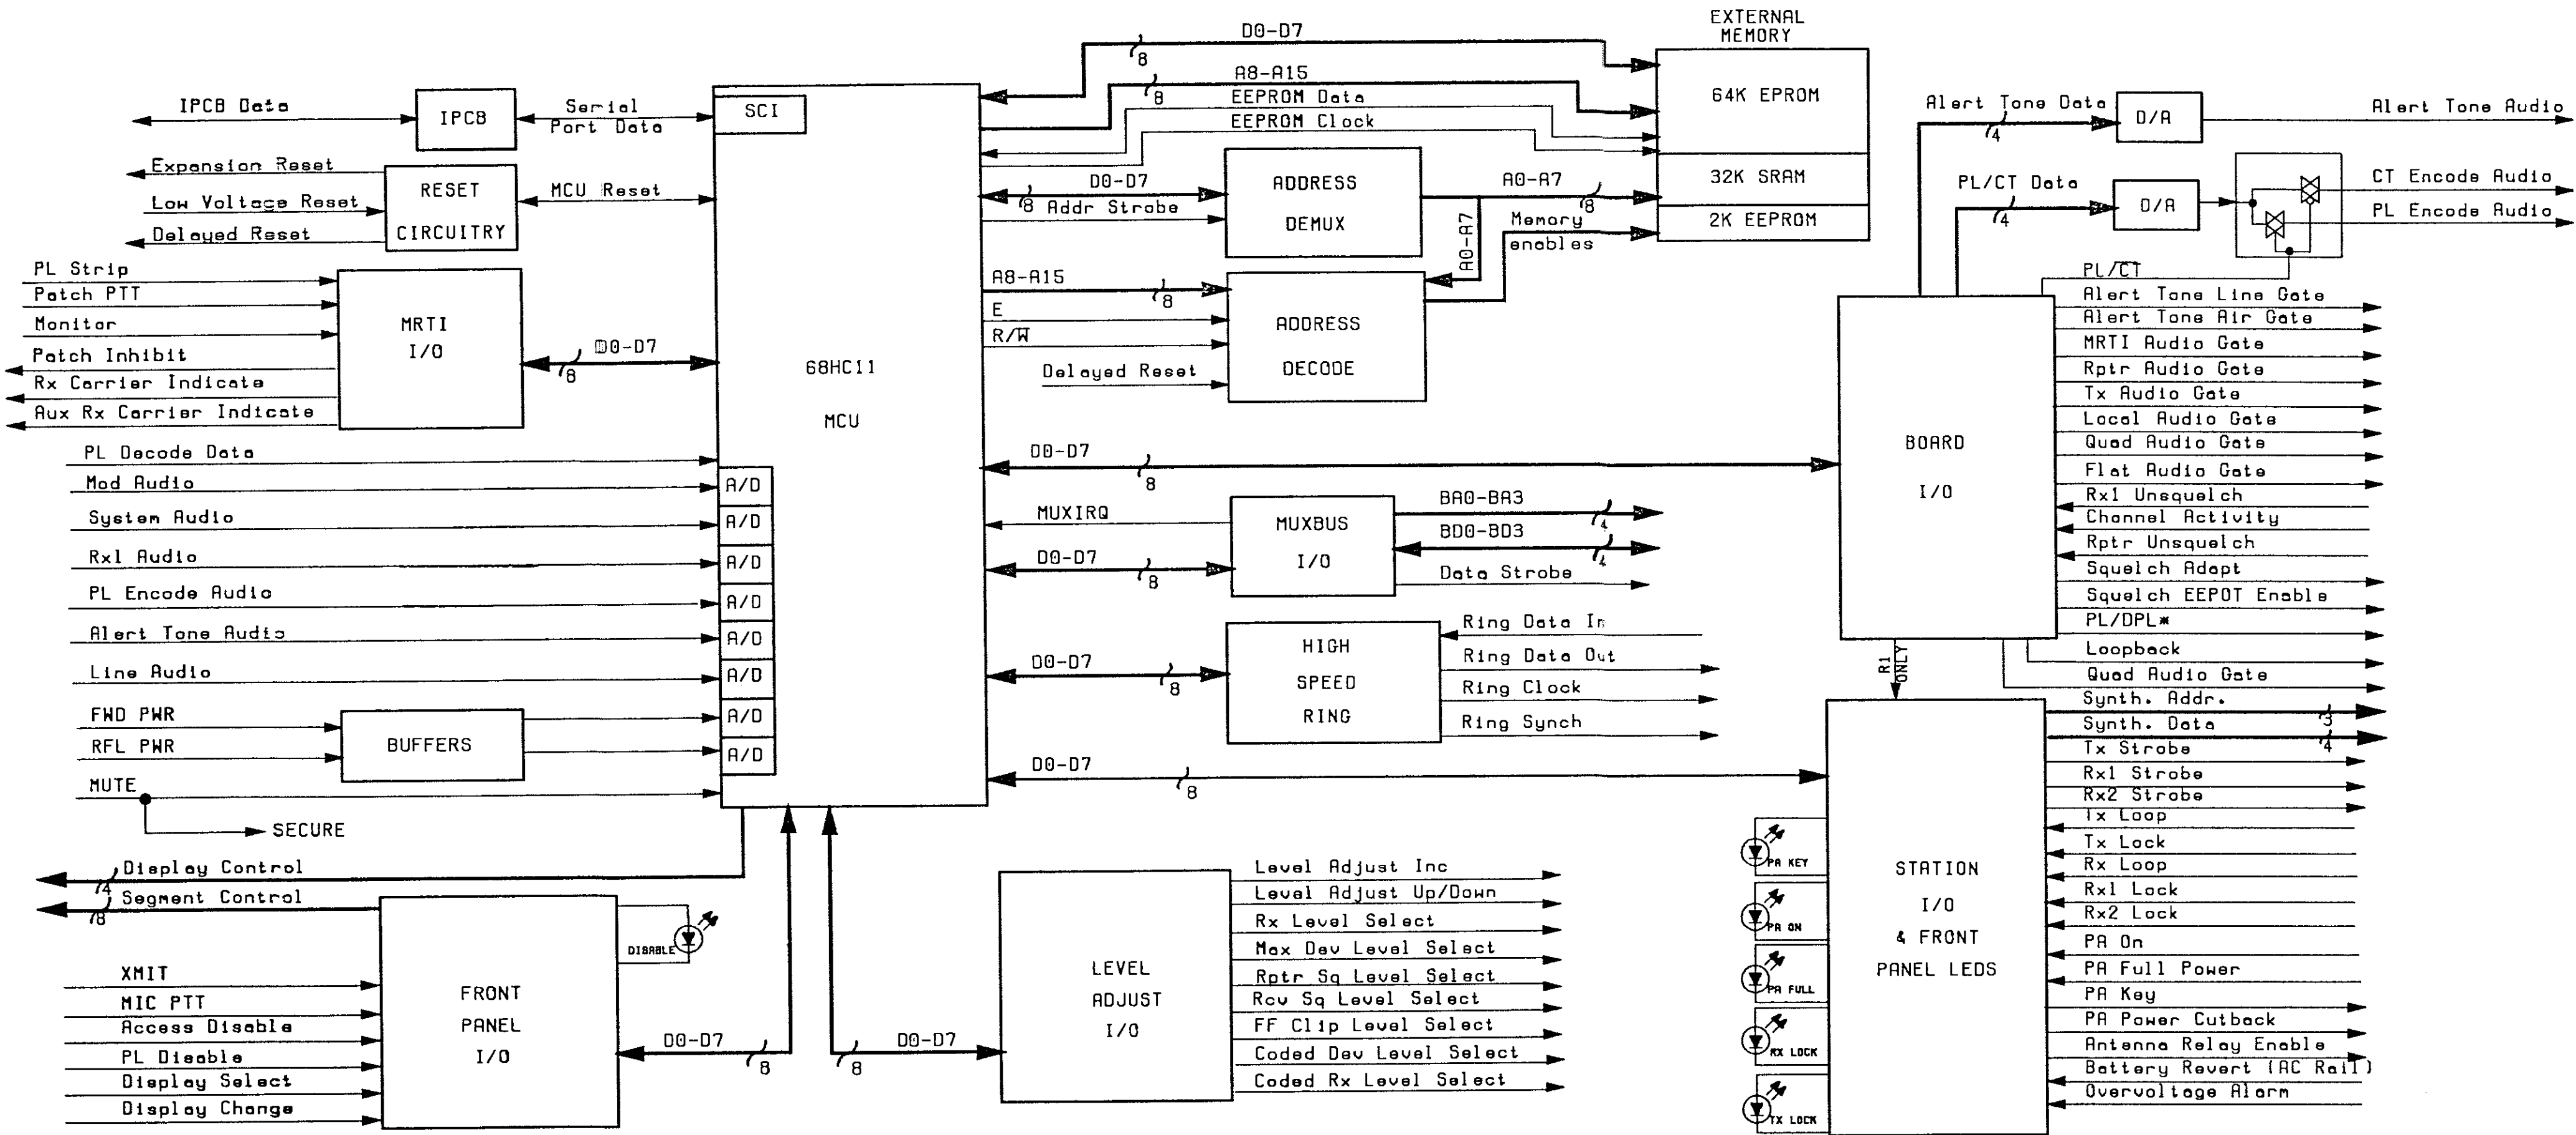 EXTERNAL
MEMORY
D0-D7
8
A8-A15
8
EEPROM Data
EEPROM Clock
64K EPROM
32K SRAM
2K EEPROM
IPCB Data
IPCB
Serial
Port Data
SCI
Expansion Reset
Low Voltage Reset
Delayed Reset
RESET
CIRCUITRY
MCU Reset
D0-D7
8
Addr Strobe
ADDRESS
DEMUX
A0-A7
8
A0-A7
Memory
enables
Alert Tone Data
4
D/A
Alert Tone Audio
PL/CT Data
4
D/A
CT Encode Audio
PL Encode Audio
PL Strip
Patch PTT
Monitor
Patch Inhibit
Rx Carrier Indicate
Aux Rx Carrier Indicate
MRTI
I/O
D0-D7
8
68HC11
MCU
A8-A15
8
E
R/W
Delayed Reset
ADDRESS
DECODE
PL/CT
Alert Tone Line Gate
Alert Tone Air Gate
MRTI Audio Gate
Rptr Audio Gate
Tx Audio Gate
Local Audio Gate
Quad Audio Gate
Flat Audio Gate
Rx1 Unsquelch
Channel Activity
Rptr Unsquelch
Squelch Adapt
Squelch EEPOT Enable
PL/DPL*
Loopback
Quad Audio Gate
BOARD
I/O
R1
ONLY
PL Decode Data
Mod Audio
A/D
System Audio
A/D
Rx1 Audio
A/D
PL Encode Audio
A/D
Alert Tone Audio
A/D
Line Audio
A/D
FWD PWR
A/D
RFL PWR
A/D
BUFFERS
MUTE
SECURE
D0-D7
8
MUXIRQ
D0-D7
8
MUXBUS
I/O
BA0-BA3
4
BD0-BD3
4
Data Strobe
D0-D7
8
HIGH
SPEED
RING
Ring Data In
Ring Data Out
Ring Clock
Ring Synch
D0-D7
8
Synth. Addr.
3
Synth. Data
4
Tx Strobe
Rx1 Strobe
Rx2 Strobe
Tx Loop
Tx Lock
Rx Loop
Rx1 Lock
Rx2 Lock
PA On
PA Full Power
PA Key
PA Power Cutback
Antenna Relay Enable
Battery Revert (AC Rail)
Overvoltage Alarm
STATION
I/O
& FRONT
PANEL LEDS
PA KEY
PA ON
PA FULL
RX LOCK
TX LOCK
Display Control
4
Segment Control
8
DISABLE
XMIT
MIC PTT
Access Disable
PL Disable
Display Select
Display Change
FRONT
PANEL
I/O
D0-D7
8
D0-D7
8
LEVEL
ADJUST
I/O
Level Adjust Inc
Level Adjust Up/Down
Rx Level Select
Max Dev Level Select
Rptr Sq Level Select
Rcv Sq Level Select
FF Clip Level Select
Coded Dev Level Select
Coded Rx Level Select